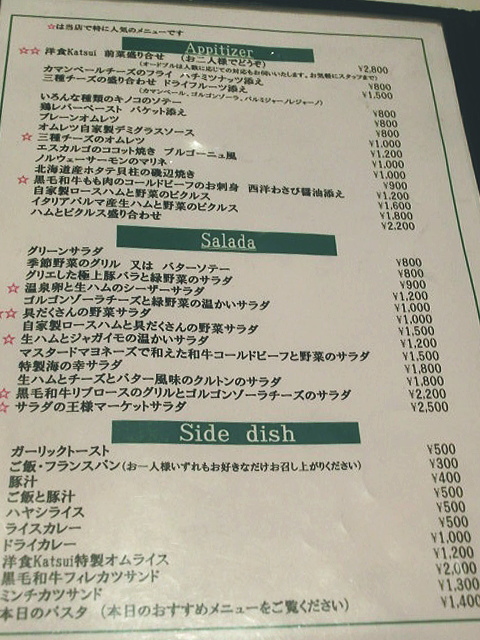 ☆は当店で特に人気のメニューです
Appitizer
☆☆ 洋食Katsui 前菜盛り合せ (お二人様でどうぞ) ¥2,800
(オードブルは人数に応じての対応もお伺いいたします。お気軽にスタッフまで)
カマンベールチーズのフライ ハチミツナッツ添え ¥800
三種チーズの盛り合わせ ドライフルーツ添え ¥1,500
(カマンベール、ゴルゴンゾーラ、パルミジャーノレジャーノ)
いろんな種類のキノコのソテー ¥800
鶏レバーペースト バケット添え ¥800
プレーンオムレツ ¥800
オムレツ自家製デミグラスソース ¥1,000
☆ 三種チーズのオムレツ ¥1,200
エスカルゴのココット焼き ブルゴーニュ風 ¥1,000
ノルウェーサーモンのマリネ ¥1,000
北海道産ホタテ貝柱の磯辺焼き ¥900
☆ 黒毛和牛もも肉のコールドビーフのお刺身 西洋わさび醤油添え ¥1,200
自家製ロースハムと野菜のピクルス ¥1,600
イタリアパルマ産生ハムと野菜のピクルス ¥1,800
ハムとピクルス盛り合わせ ¥2,200
Salada
グリーンサラダ ¥800
季節野菜のグリル 又は バターソテー ¥800
グリエした極上豚バラと緑野菜のサラダ ¥900
☆ 温泉卵と生ハムのシーザーサラダ ¥1,200
ゴルゴンゾーラチーズと緑野菜の温かいサラダ ¥1,000
☆☆ 具だくさんの野菜サラダ ¥1,000
自家製ロースハムと具だくさんの野菜サラダ ¥1,500
☆ 生ハムとジャガイモの温かいサラダ ¥1,200
マスタードマヨネーズで和えた和牛コールドビーフと野菜のサラダ ¥1,500
特製海の幸サラダ ¥1,800
生ハムとチーズとバター風味のクルトンのサラダ ¥1,800
☆ 黒毛和牛リブロースのグリルとゴルゴンゾーラチーズのサラダ ¥2,200
☆ サラダの王様マーケットサラダ ¥2,500
Side dish
ガーリックトースト ¥500
ご飯・フランスパン(お一人様いずれもお好きなだけお召し上がりください) ¥300
豚汁 ¥400
ご飯と豚汁 ¥500
ハヤシライス ¥500
ライスカレー ¥500
ドライカレー ¥1,000
洋食Katsui特製オムライス ¥1,200
黒毛和牛フィレカツサンド ¥2,000
ミンチカツサンド ¥1,300
本日のパスタ (本日のおすすめメニューをご覧ください) ¥1,400